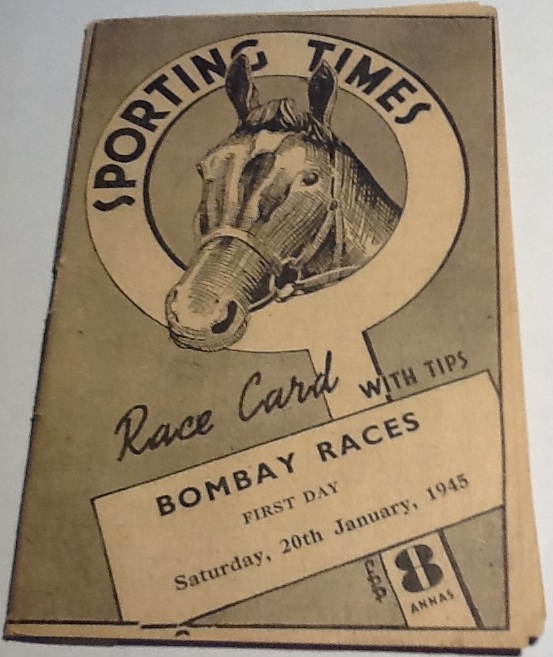 SPORTING TIMES
Race Card
WITH TIPS
BOMBAY RACES
FIRST DAY
Saturday, 20th January, 1945
8
ANNAS